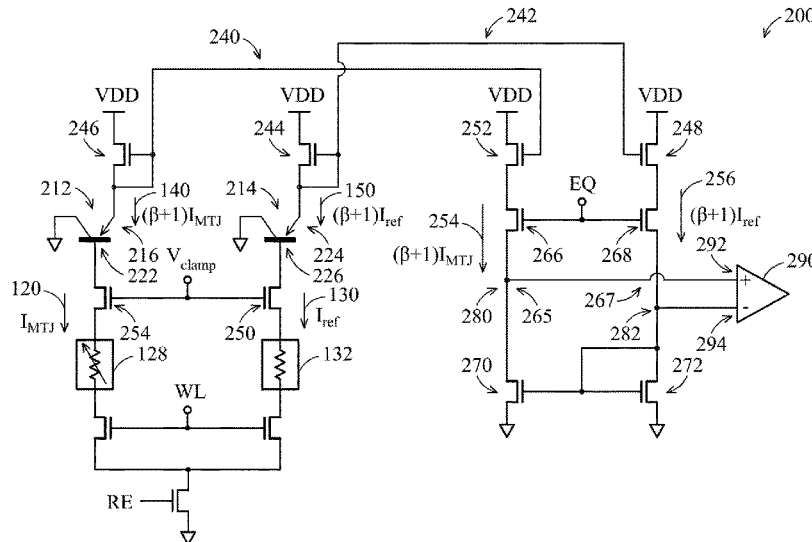 242
200
240
VDD
VDD
VDD
VDD
246
244
252
248
212
140
214
150
EQ
256
(β+1)I_MTJ
(β+1)I_ref
254
(β+1)I_ref
216
224
266
268
292
290
222
V_clamp
226
(β+1)I_MTJ
+
120
130
280
265
267
-
I_MTJ
254
250
I_ref
282
294
128
132
270
272
WL
RE